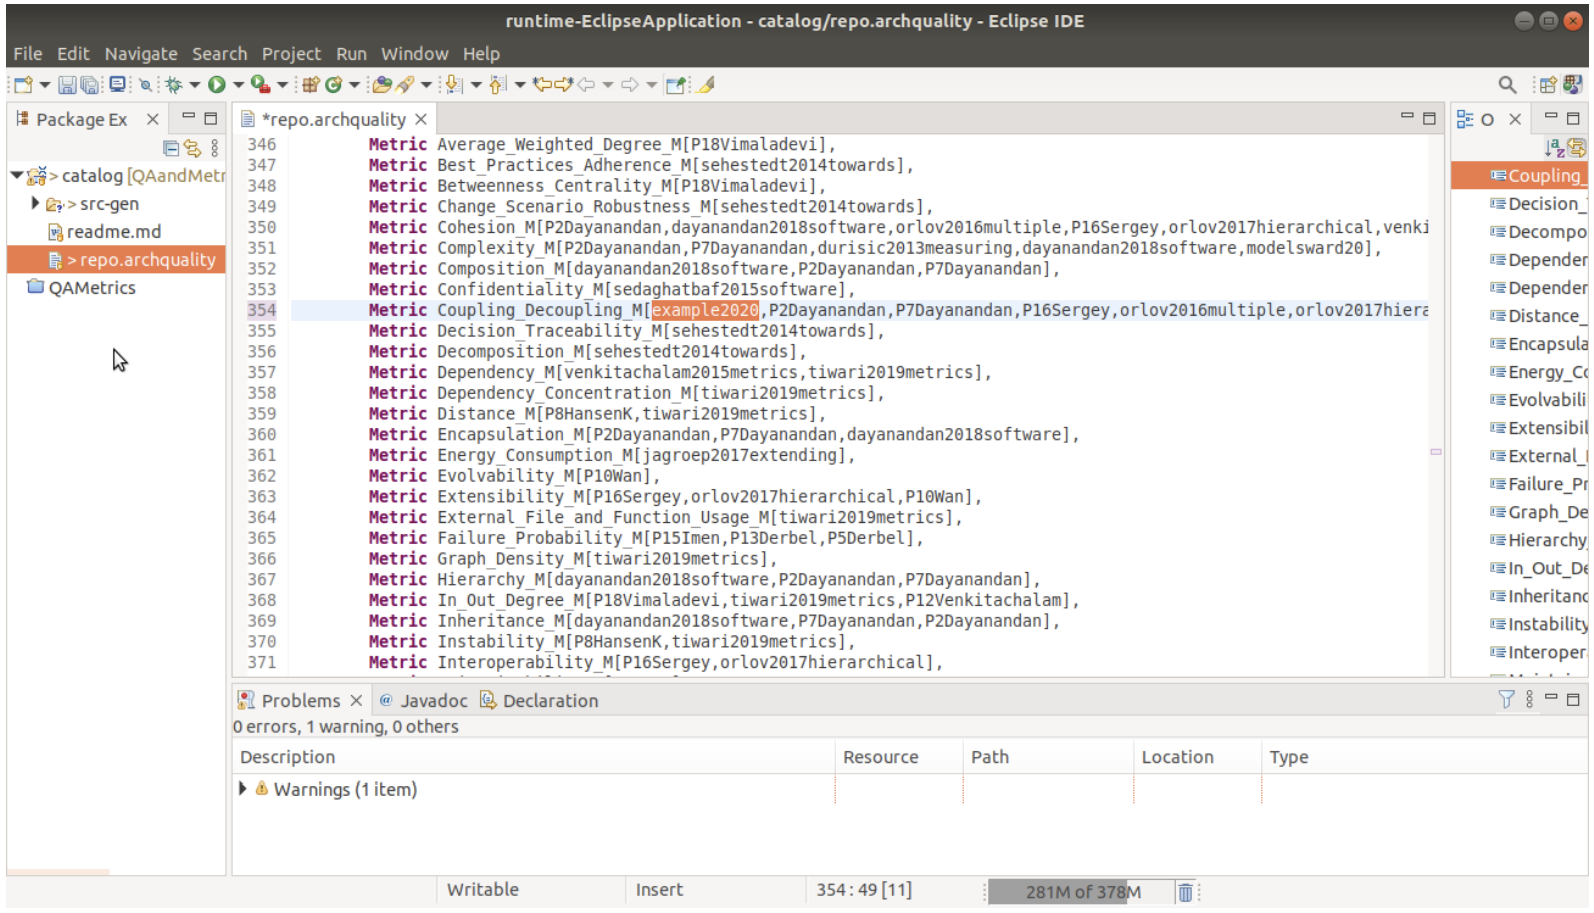 runtime-EclipseApplication - catalog/repo.archquality - Eclipse IDE
File Edit Navigate Search Project Run Window Help
Package Ex
> catalog [QAandMetr
> src-gen
readme.md
> repo.archquality
QAMetrics
*repo.archquality
346 Metric Average_Weighted_Degree_M[P18Vimaladevi],
347 Metric Best_Practices_Adherence_M[sehestedt2014towards],
348 Metric Betweenness_Centrality_M[P18Vimaladevi],
349 Metric Change_Scenario_Robustness_M[sehestedt2014towards],
350 Metric Cohesion_M[P2Dayanandan,dayanandan2018software,orlov2016multiple,P16Sergey,orlov2017hierarchical,venki
351 Metric Complexity_M[P2Dayanandan,P7Dayanandan,durisic2013measuring,dayanandan2018software,modelsward20],
352 Metric Composition_M[dayanandan2018software,P2Dayanandan,P7Dayanandan],
353 Metric Confidentiality_M[sedaghatbaf2015software],
354 Metric Coupling_Decoupling_M[example2020,P2Dayanandan,P7Dayanandan,P16Sergey,orlov2016multiple,orlov2017hiera
355 Metric Decision_Traceability_M[sehestedt2014towards],
356 Metric Decomposition_M[sehestedt2014towards],
357 Metric Dependency_M[venkitachalam2015metrics,tiwari2019metrics],
358 Metric Dependency_Concentration_M[tiwari2019metrics],
359 Metric Distance_M[P8HansenK,tiwari2019metrics],
360 Metric Encapsulation_M[P2Dayanandan,P7Dayanandan,dayanandan2018software],
361 Metric Energy_Consumption_M[jagroep2017extending],
362 Metric Evolvability_M[P10Wan],
363 Metric Extensibility_M[P16Sergey,orlov2017hierarchical,P10Wan],
364 Metric External_File_and_Function_Usage_M[tiwari2019metrics],
365 Metric Failure_Probability_M[P15Imen,P13Derbel,P5Derbel],
366 Metric Graph_Density_M[tiwari2019metrics],
367 Metric Hierarchy_M[dayanandan2018software,P2Dayanandan,P7Dayanandan],
368 Metric In_Out_Degree_M[P18Vimaladevi,tiwari2019metrics,P12Venkitachalam],
369 Metric Inheritance_M[dayanandan2018software,P7Dayanandan,P2Dayanandan],
370 Metric Instability_M[P8HansenK,tiwari2019metrics],
371 Metric Interoperability_M[P16Sergey,orlov2017hierarchical],
O
Coupling_
Decision_
Decompo
Depender
Depender
Distance_
Encapsula
Energy_Co
Evolvabili
Extensibil
External_
Failure_Pr
Graph_De
Hierarchy
In_Out_De
Inheritanc
Instability
Interoper
Problems @ Javadoc Declaration
0 errors, 1 warning, 0 others
Description Resource Path Location Type
Warnings (1 item)
Writable Insert 354 : 49 [11] 281M of 378M